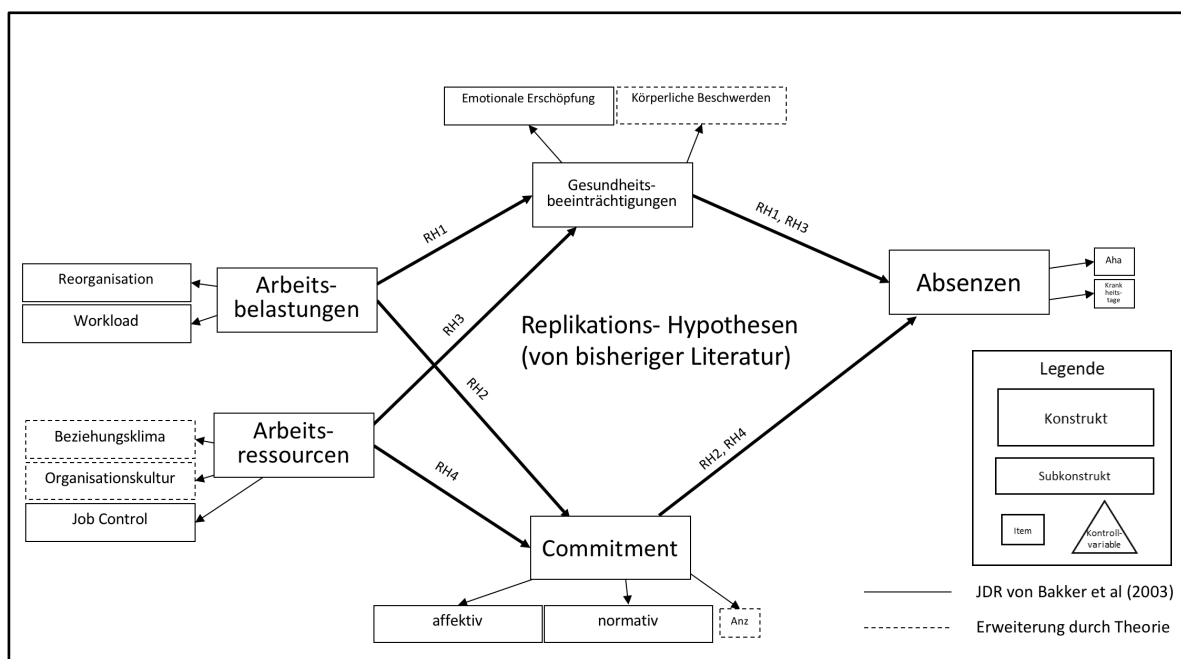 Emotionale Erschöpfung
Körperliche Beschwerden
Gesundheits-
beeinträchtigungen
RH1
RH1, RH3
Reorganisation
Workload
Arbeits-
belastungen
Absenzen
Aha
Krank
heits-
tage
RH3
Replikations- Hypothesen
(von bisheriger Literatur)
RH2
Beziehungsklima
Organisationskultur
Job Control
Arbeits-
ressourcen
RH4
RH2, RH4
Commitment
affektiv
normativ
Anz
Legende
Konstrukt
Subkonstrukt
Item
Kontroll-
variable
JDR von Bakker et al (2003)
Erweiterung durch Theorie